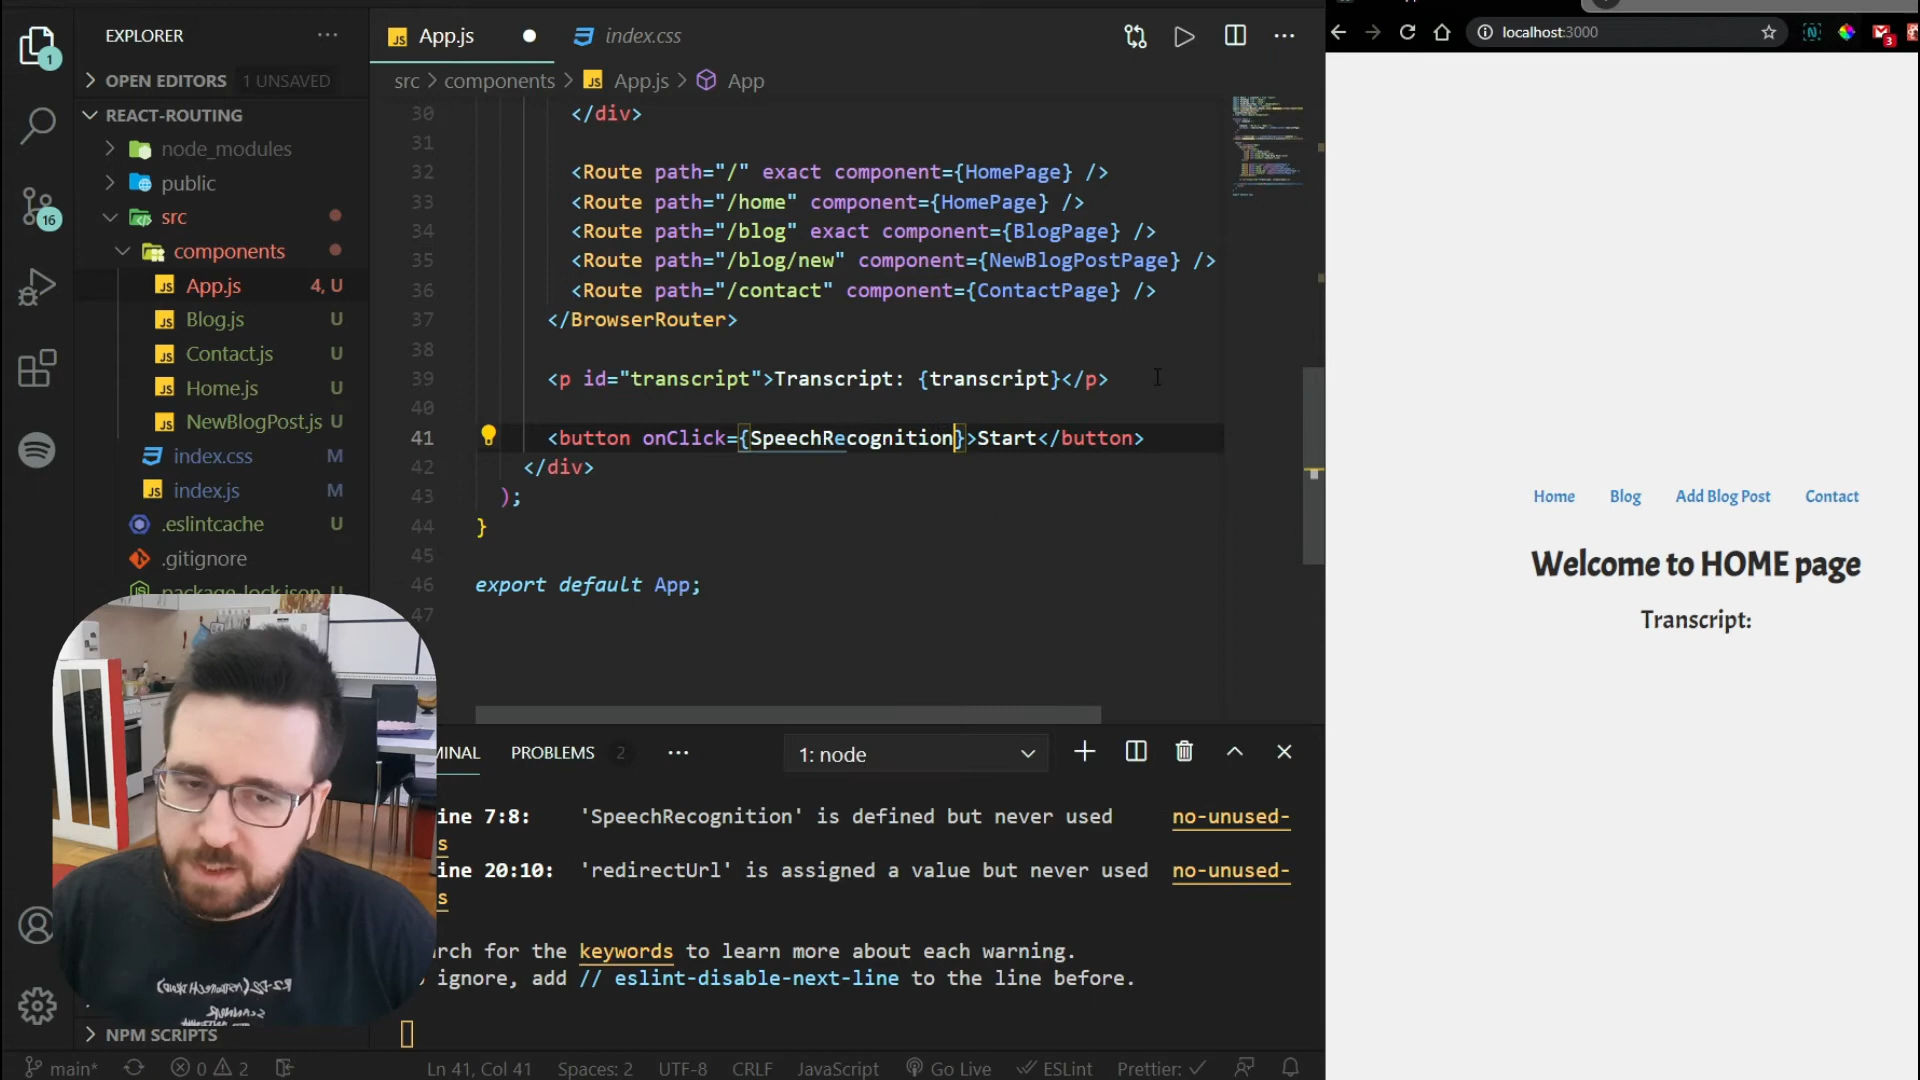 EXPLORER
OPEN EDITORS 1 UNSAVED
REACT-ROUTING
node_modules
public
src
components
App.js 4, U
Blog.js U
Contact.js U
Home.js U
NewBlogPost.js U
index.css M
index.js M
.eslintcache U
.gitignore
package-lock.json
NPM SCRIPTS
App.js
index.css
src > components > App.js > App
30 </div>
31
32 <Route path="/" exact component={HomePage} />
33 <Route path="/home" component={HomePage} />
34 <Route path="/blog" exact component={BlogPage} />
35 <Route path="/blog/new" component={NewBlogPostPage} />
36 <Route path="/contact" component={ContactPage} />
37 </BrowserRouter>
38
39 <p id="transcript">Transcript: {transcript}</p>
40
41 <button onClick={SpeechRecognition}>Start</button>
42 </div>
43 );
44 }
45
46 export default App;
47
MINAL PROBLEMS 2 ... 1: node
ine 7:8: 'SpeechRecognition' is defined but never used no-unused-
s
ine 20:10: 'redirectUrl' is assigned a value but never used no-unused-
s
rch for the keywords to learn more about each warning.
ignore, add // eslint-disable-next-line to the line before.
main* 0 2 Ln 41, Col 41 Spaces: 2 UTF-8 CRLF JavaScript Go Live ESLint Prettier: ✓
1
16
localhost:3000
3
Home Blog Add Blog Post Contact
Welcome to HOME page
Transcript: